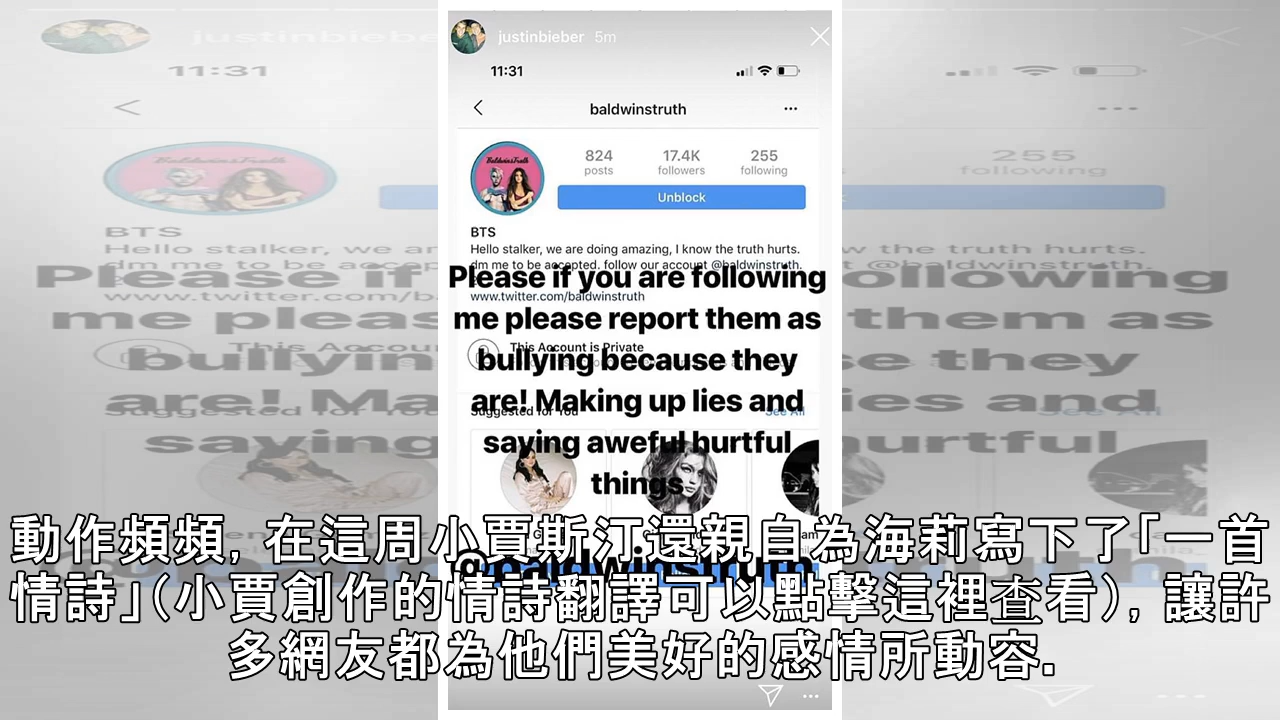 justinbieber 5m
11:31
baldwinstruth
824 17.4K 255
posts followers following
Unblock
BTS
Hello stalker, we are doing amazing, I know the truth hurts.
dm me to be accepted. follow our account @baldwinstruth.
www.twitter.com/baldwinstruth
Please if you are following
me please report them as
bullying because they
are! Making up lies and
saying aweful hurtful
things
This Account is Private
Suggested for You See All
@baldwinstruth
動作頻頻, 在這周小賈斯汀還親自為海莉寫下了「一首
情詩」(小賈創作的情詩翻譯可以點擊這裡查看), 讓許
多網友都為他們美好的感情所動容.